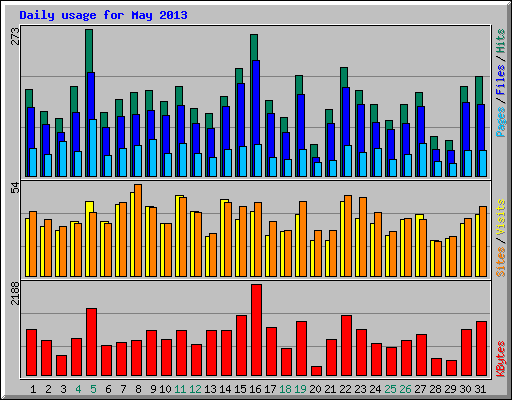 Daily usage for May 2013
273
Pages / Files / Hits
54
Sites / Visits
2188
KBytes
1 2 3 4 5 6 7 8 9 10 11 12 13 14 15 16 17 18 19 20 21 22 23 24 25 26 27 28 29 30 31